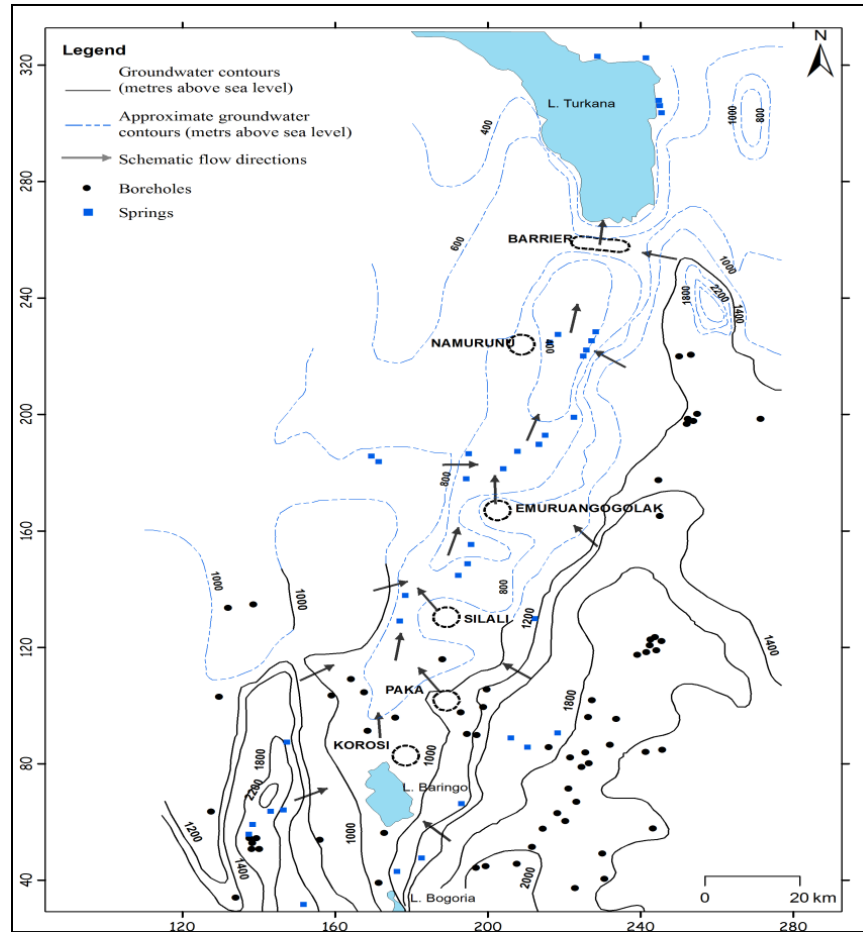 Legend
Groundwater contours
(metres above sea level)
Approximate groundwater
contours (metrs above sea level)
Schematic flow directions
Boreholes
Springs
N
L. Turkana
320
280
240
200
160
120
80
40
400
1000
800
600
BARRIER
1000
1800
2200
1400
NAMURUNU
00
800
EMURUANGOGOLAK
1000
1000
800
SILALI
1200
1400
PAKA
1800
KOROSI
1000
1800
2200
L. Baringo
1200
1400
1000
2000
L. Bogoria
0
20 km
120
160
200
240
280